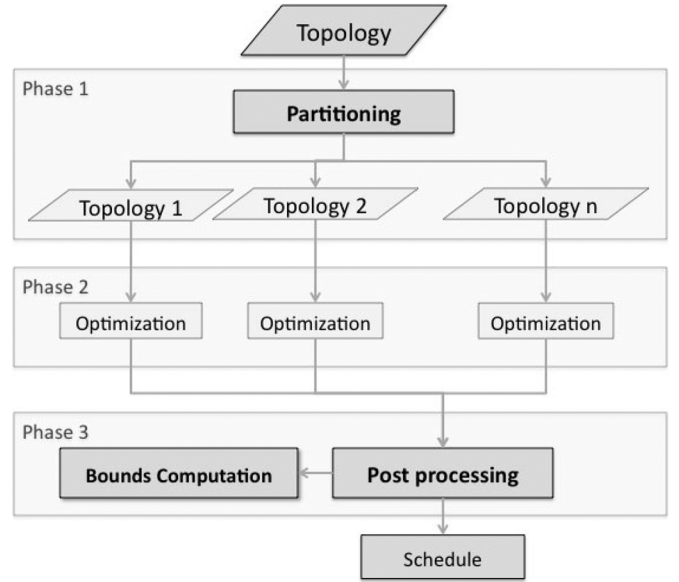 Topology
Phase 1
Partitioning
Topology 1
Topology 2
Topology n
Phase 2
Optimization
Optimization
Optimization
Phase 3
Bounds Computation
Post processing
Schedule